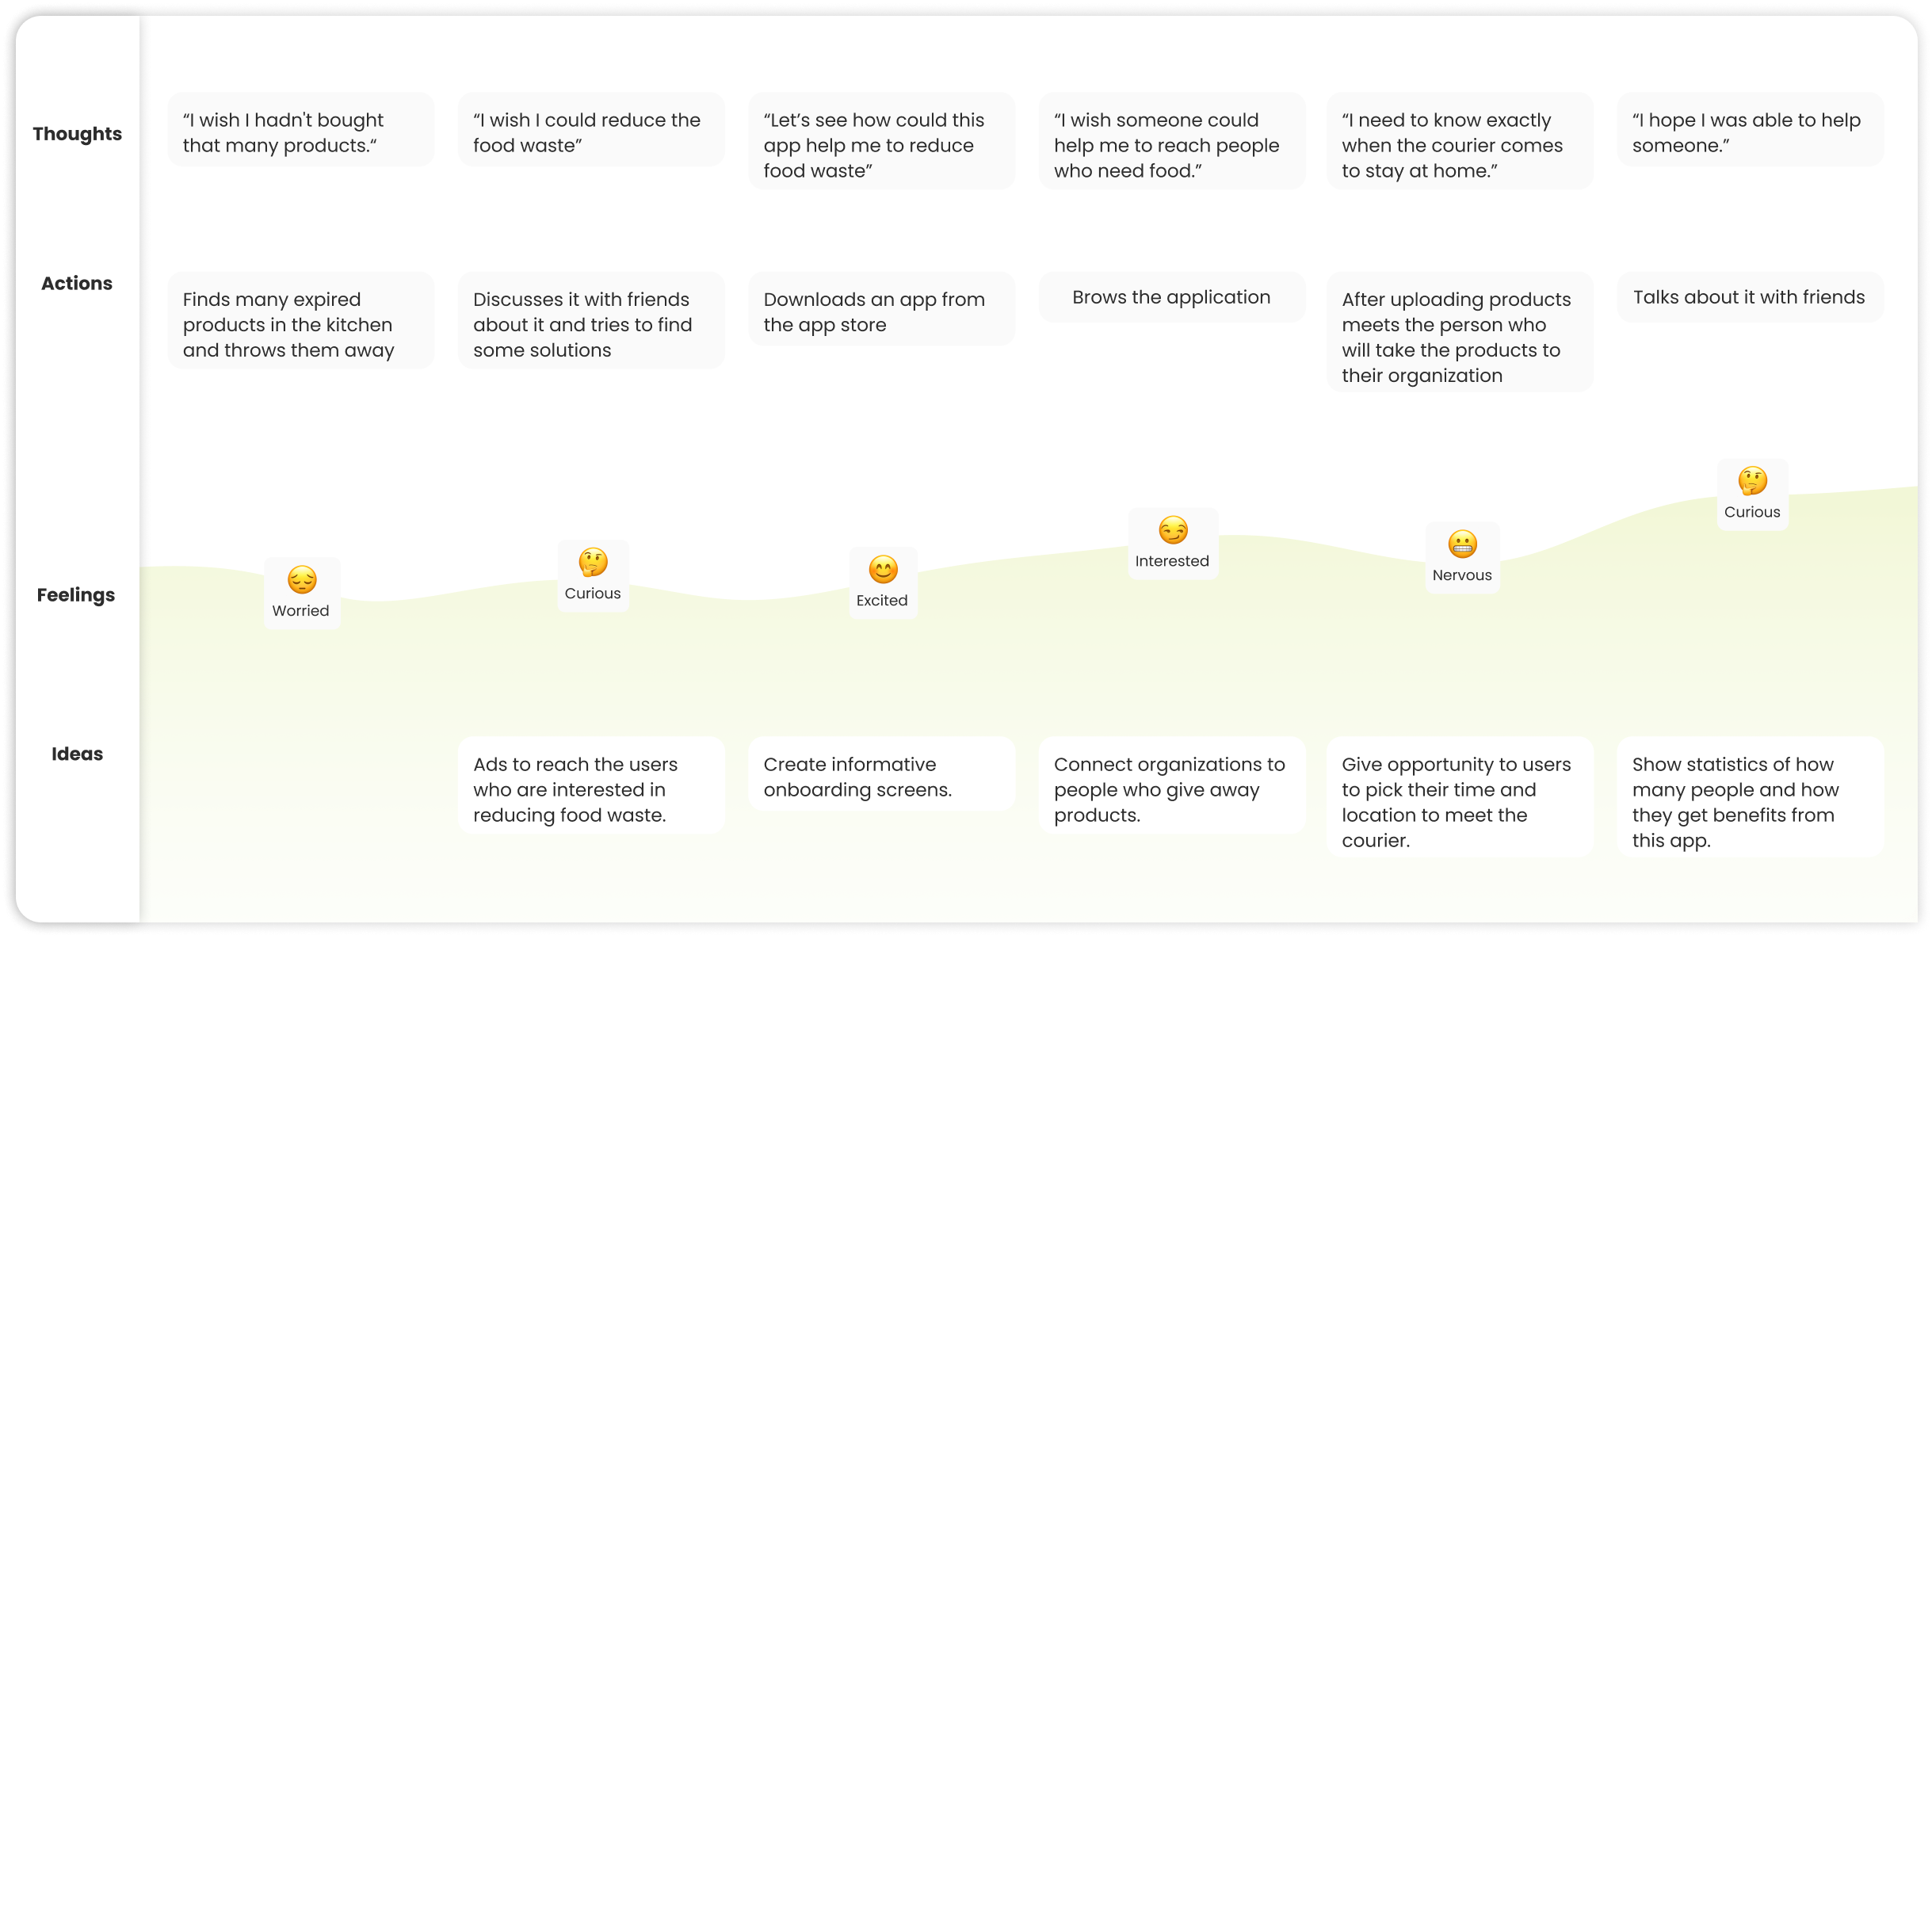 Thoughts
“I wish I hadn't bought
that many products.“
“I wish I could reduce the
food waste”
“Let’s see how could this
app help me to reduce
food waste”
“I wish someone could
help me to reach people
who need food.”
“I need to know exactly
when the courier comes
to stay at home.”
“I hope I was able to help
someone.”
Actions
Finds many expired
products in the kitchen
and throws them away
Discusses it with friends
about it and tries to find
some solutions
Downloads an app from
the app store
Brows the application
After uploading products
meets the person who
will take the products to
their organization
Talks about it with friends
Feelings
Worried
Curious
Excited
Interested
Nervous
Curious
Ideas
Ads to reach the users
who are interested in
reducing food waste.
Create informative
onboarding screens.
Connect organizations to
people who give away
products.
Give opportunity to users
to pick their time and
location to meet the
courier.
Show statistics of how
many people and how
they get benefits from
this app.